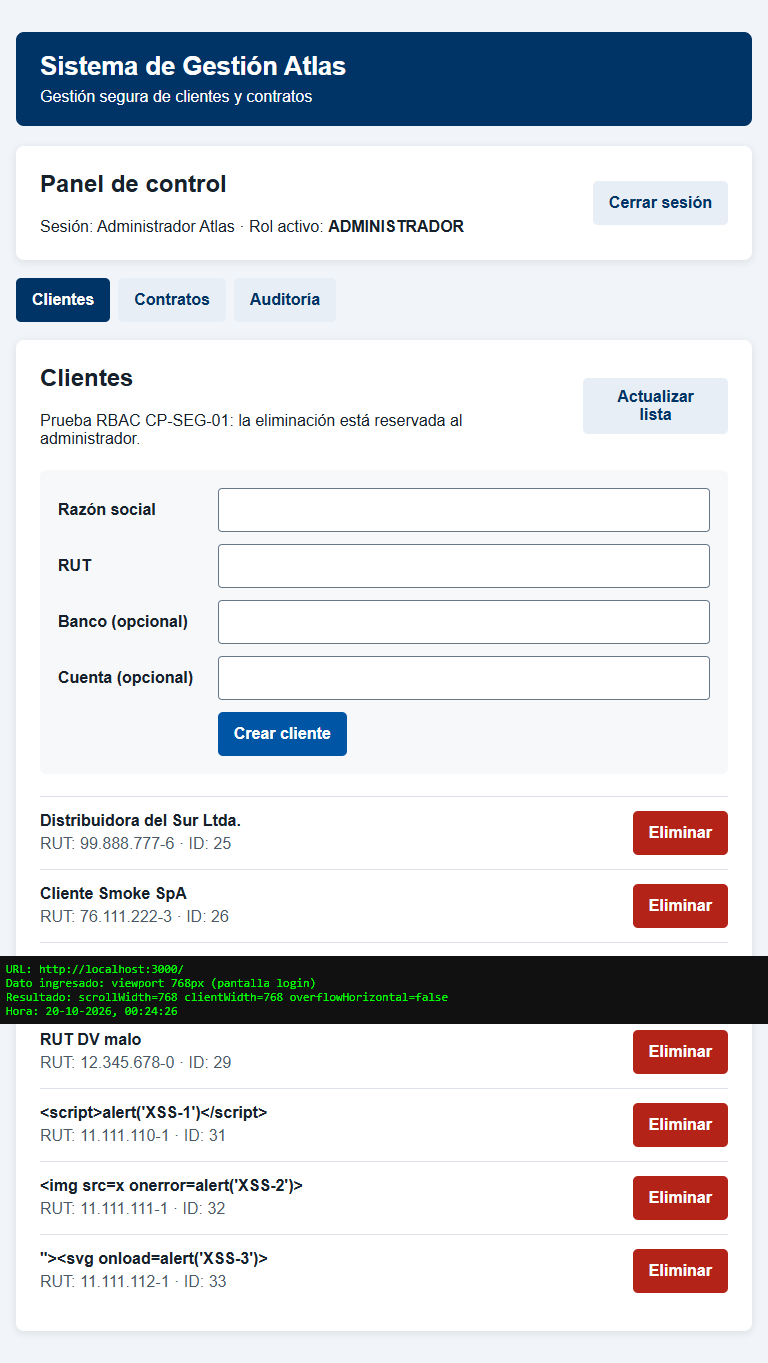 Sistema de Gestión Atlas
Gestión segura de clientes y contratos
Panel de control
Sesión: Administrador Atlas · Rol activo: ADMINISTRADOR
Cerrar sesión
Clientes
Contratos
Auditoría
Clientes
Prueba RBAC CP-SEG-01: la eliminación está reservada al
administrador.
Actualizar
lista
Razón social
RUT
Banco (opcional)
Cuenta (opcional)
Crear cliente
Distribuidora del Sur Ltda.
RUT: 99.888.777-6 · ID: 25
Eliminar
Cliente Smoke SpA
RUT: 76.111.222-3 · ID: 26
Eliminar
URL: http://localhost:3000/
Dato ingresado: viewport 768px (pantalla login)
Resultado: scrollWidth=768 clientWidth=768 overflowHorizontal=false
Hora: 20-10-2026, 00:24:26
RUT DV malo
RUT: 12.345.678-0 · ID: 29
Eliminar
<script>alert('XSS-1')</script>
RUT: 11.111.110-1 · ID: 31
Eliminar
<img src=x onerror=alert('XSS-2')>
RUT: 11.111.111-1 · ID: 32
Eliminar
"><svg onload=alert('XSS-3')>
RUT: 11.111.112-1 · ID: 33
Eliminar